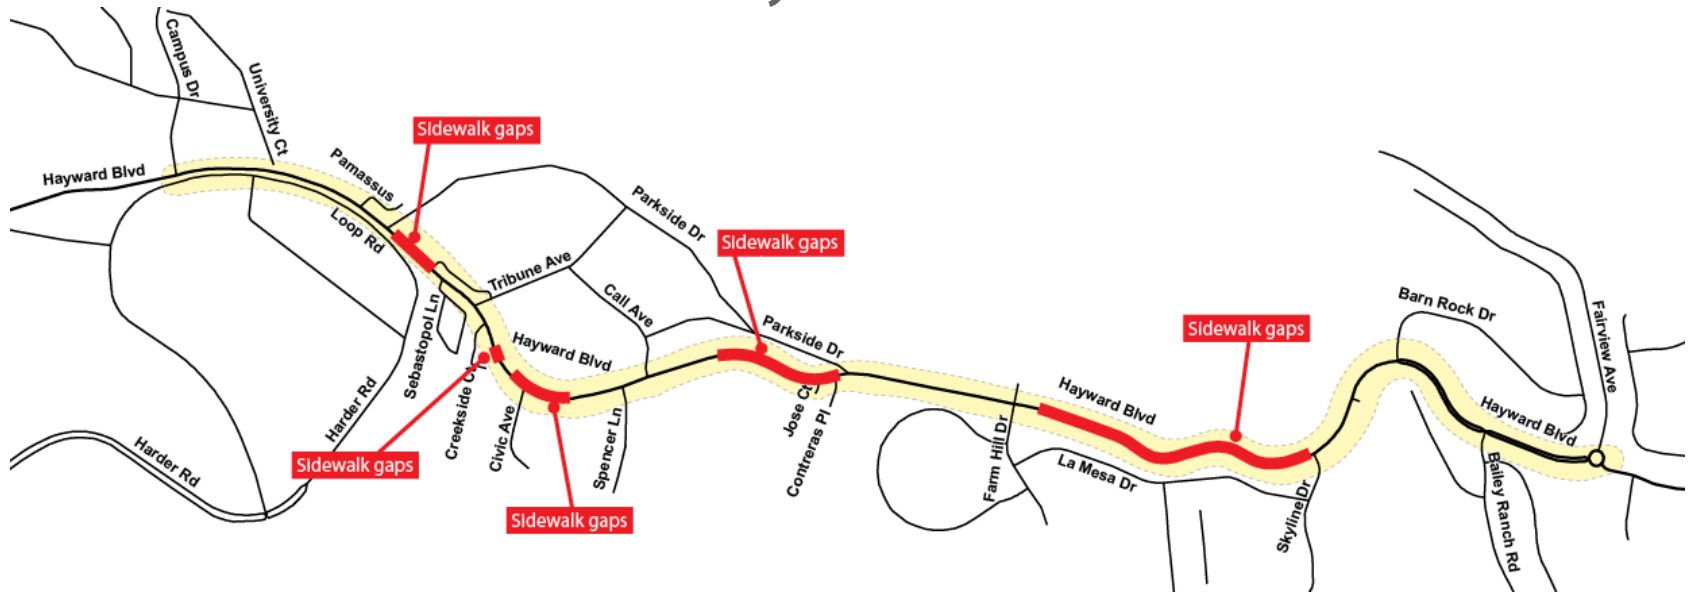 Campus Dr
University Ct
Sidewalk gaps
Hayward Blvd
Parnassus
Loop Rd
Parkside Dr
Sidewalk gaps
Tribune Ave
Call Ave
Sebastopol Ln
Hayward Blvd
Parkside Dr
Sidewalk gaps
Barn Rock Dr
Fairview Ave
Harder Rd
Creekside Ct
Civic Ave
Spencer Ln
Jose Ct
Contreras Pl
Hayward Blvd
Hayward Blvd
Harder Rd
Sidewalk gaps
Sidewalk gaps
Farm Hill Dr
La Mesa Dr
Skyline Dr
Bailey Ranch Rd